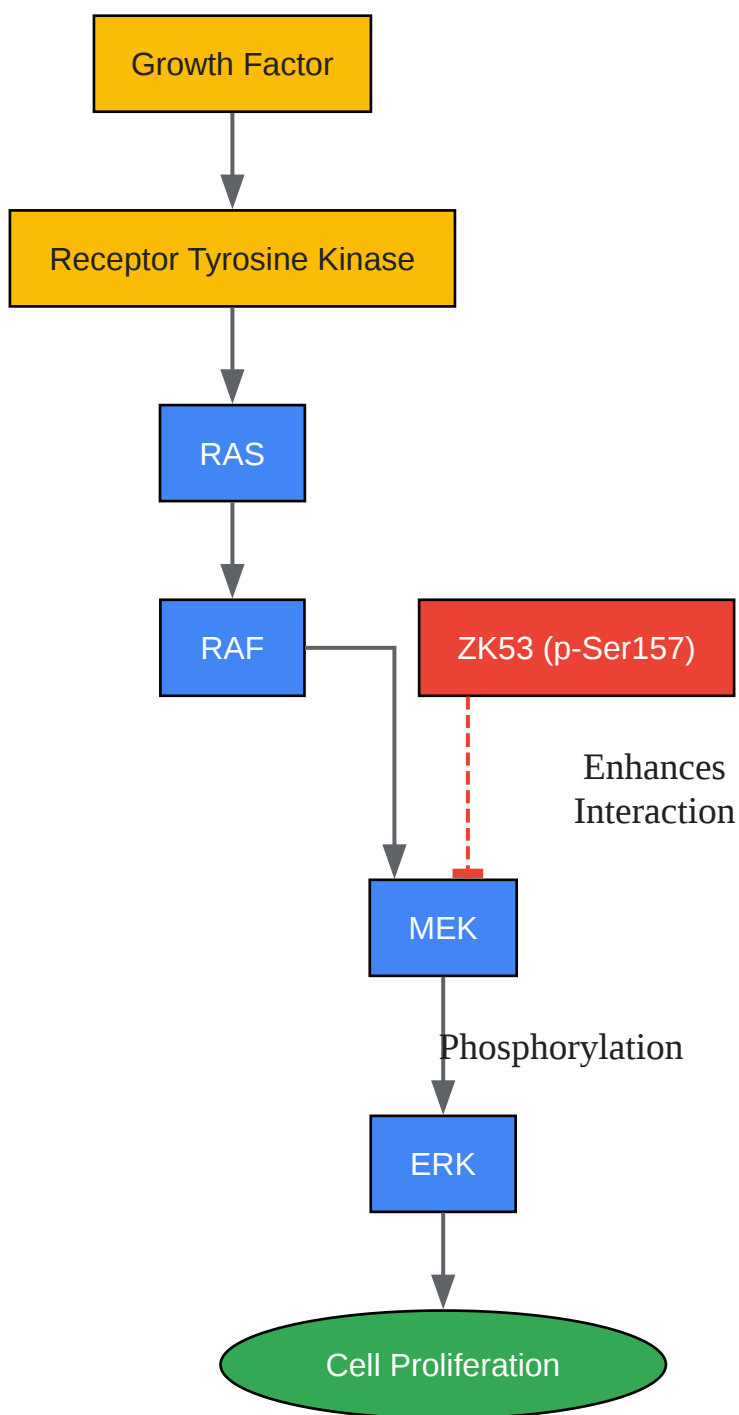 Growth Factor
Receptor Tyrosine Kinase
RAS
RAF
ZK53 (p-Ser157)
Enhances
Interaction
MEK
Phosphorylation
ERK
Cell Proliferation